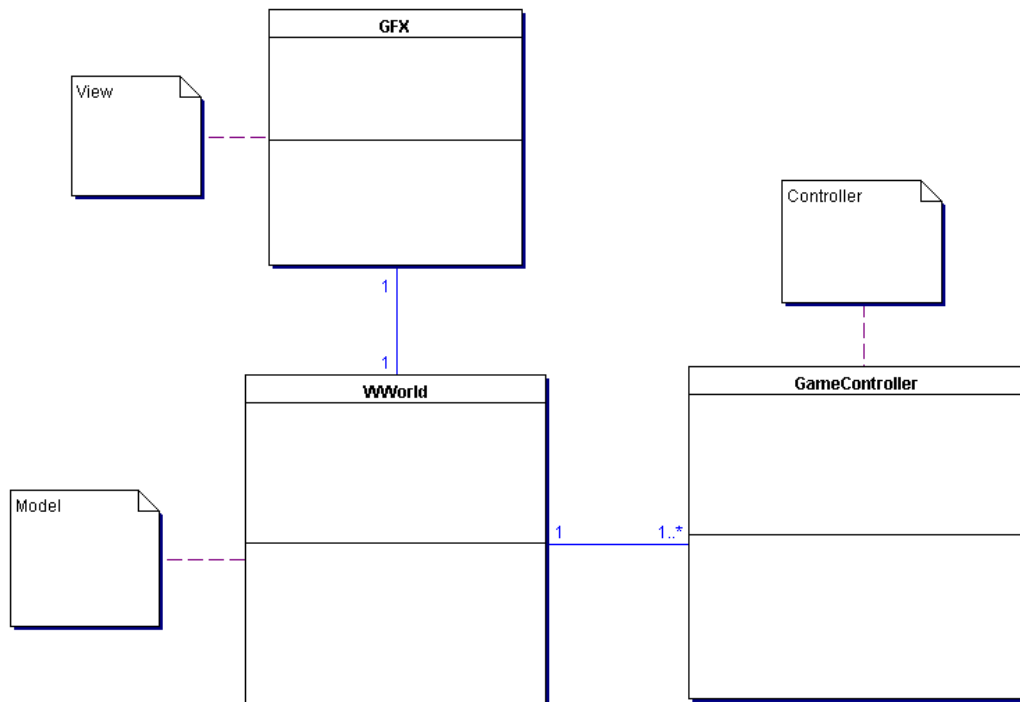 GFX
View
Controller
1
1
WWorld
GameController
Model
1
1..*